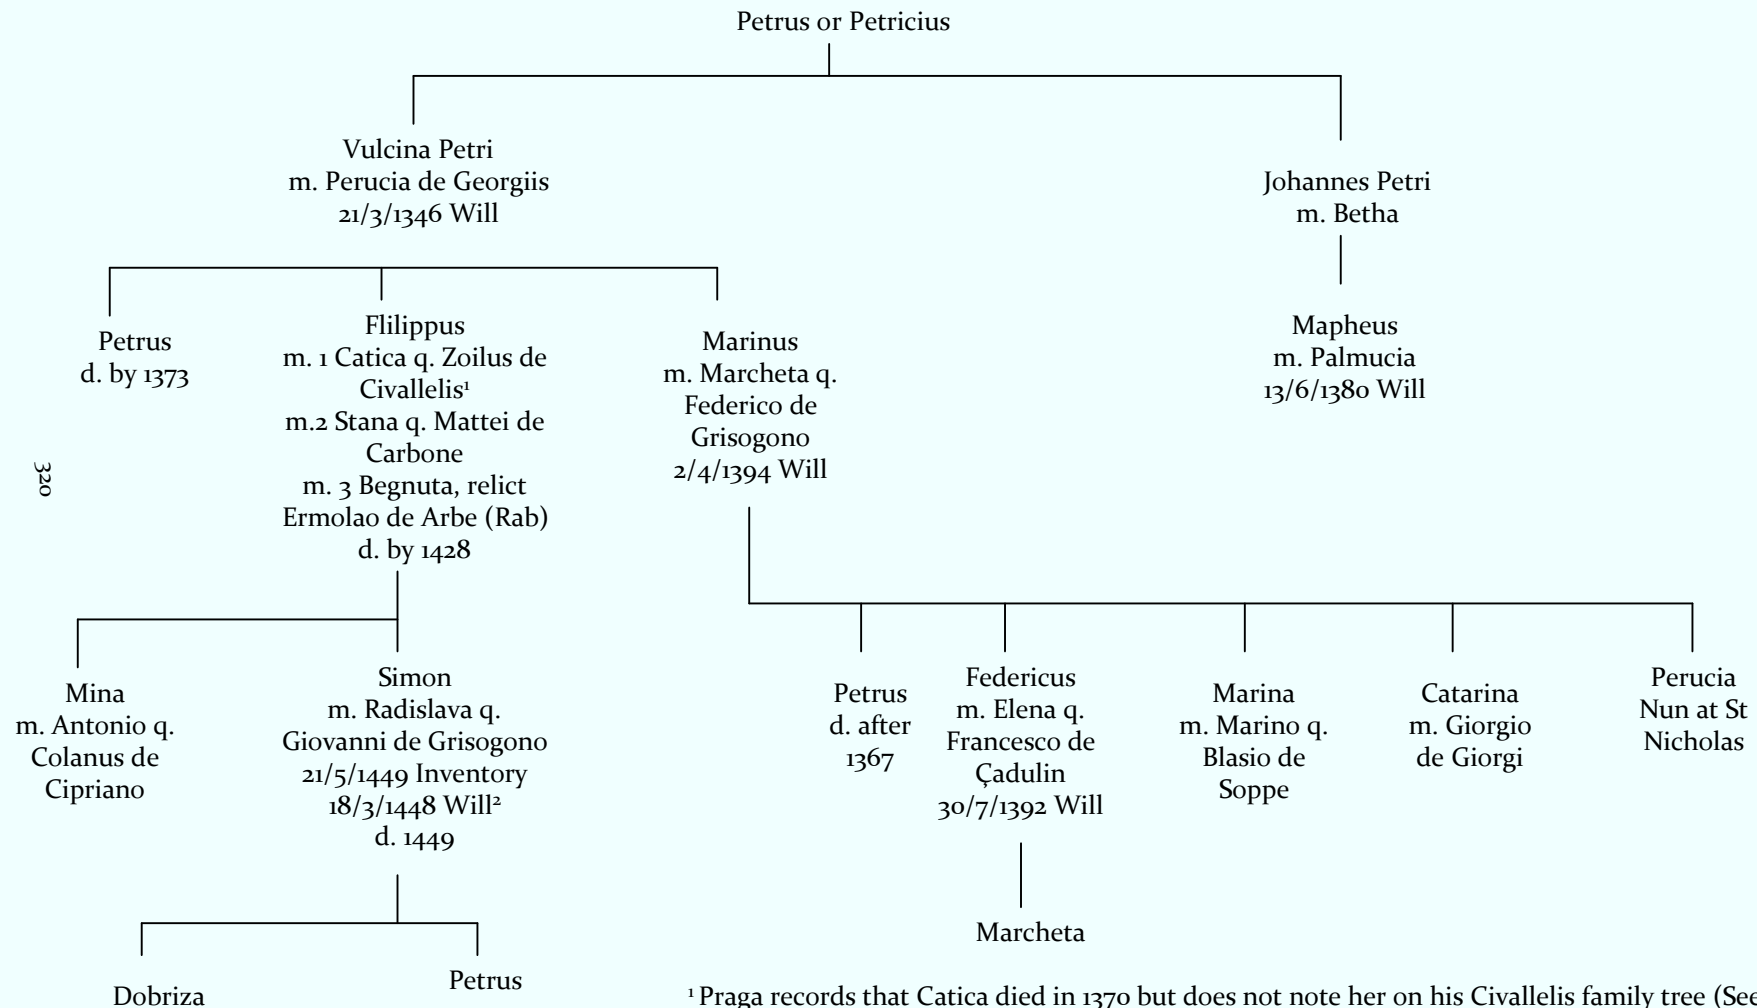 Petrus or Petricius
Vulcina Petri
m. Perucia de Georgiis
21/3/1346 Will
Johannes Petri
m. Betha
Petrus
d. by 1373
Flilippus
m. 1 Catica q. Zoilus de
Civallelis¹
m.2 Stana q. Mattei de
Carbone
m. 3 Begnuta, relict
Ermolao de Arbe (Rab)
d. by 1428
Marinus
m. Marcheta q.
Federico de
Grisogono
2/4/1394 Will
Mapheus
m. Palmucia
13/6/1380 Will
320
Mina
m. Antonio q.
Colanus de
Cipriano
Simon
m. Radislava q.
Giovanni de Grisogono
21/5/1449 Inventory
18/3/1448 Will²
d. 1449
Petrus
d. after
1367
Federicus
m. Elena q.
Francesco de
Çadulin
30/7/1392 Will
Marina
m. Marino q.
Blasio de
Soppe
Catarina
m. Giorgio
de Giorgi
Perucia
Nun at St
Nicholas
Marcheta
Dobriza
Petrus
¹ Praga records that Catica died in 1370 but does not note her on his Civallelis family tree (See